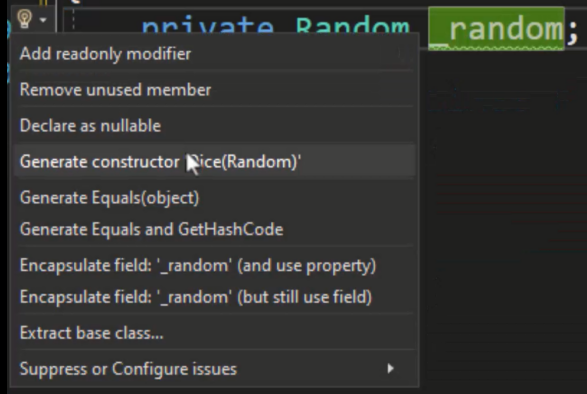 private Random _random;
Add readonly modifier
Remove unused member
Declare as nullable
Generate constructor 'Dice(Random)'
Generate Equals(object)
Generate Equals and GetHashCode
Encapsulate field: '_random' (and use property)
Encapsulate field: '_random' (but still use field)
Extract base class...
Suppress or Configure issues